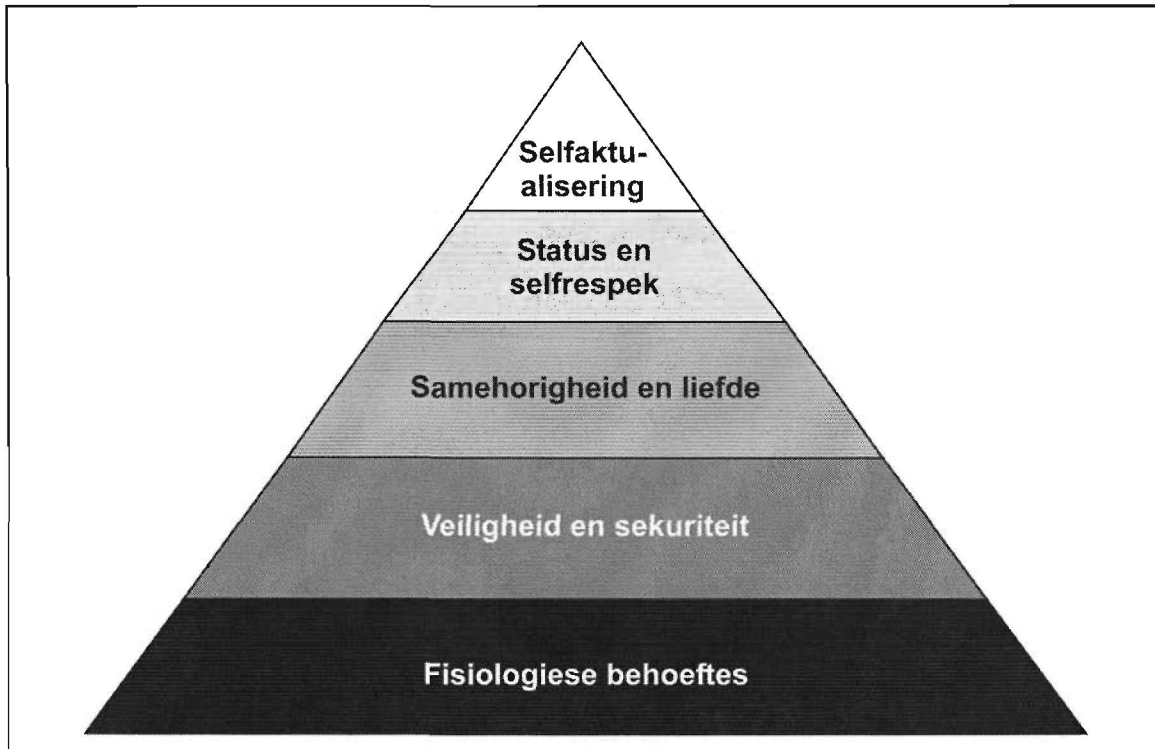 Selfaktu-
alisering
Status en
selfrespek
Samehorigheid en liefde
Veiligheid en sekuriteit
Fisiologiese behoeftes